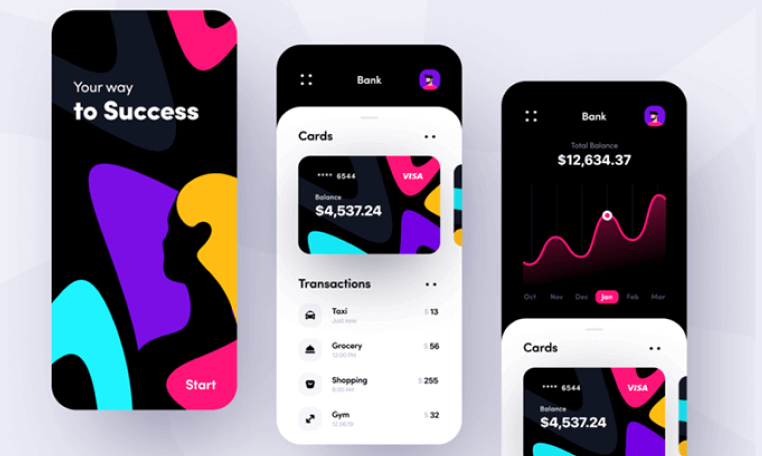 Your way
to Success
Start
Bank
Cards
**** 6544
VISA
Balance
$4,537.24
Transactions
Taxi
$ 13
Just now
Grocery
$ 56
12:00 PM
Shopping
$ 255
Gym
$ 32
12.06.19
Bank
Total Balance
$12,634.37
Oct Nov Dec Jan Feb Mar
Cards
**** 6544
VISA
Balance
$4,537.24